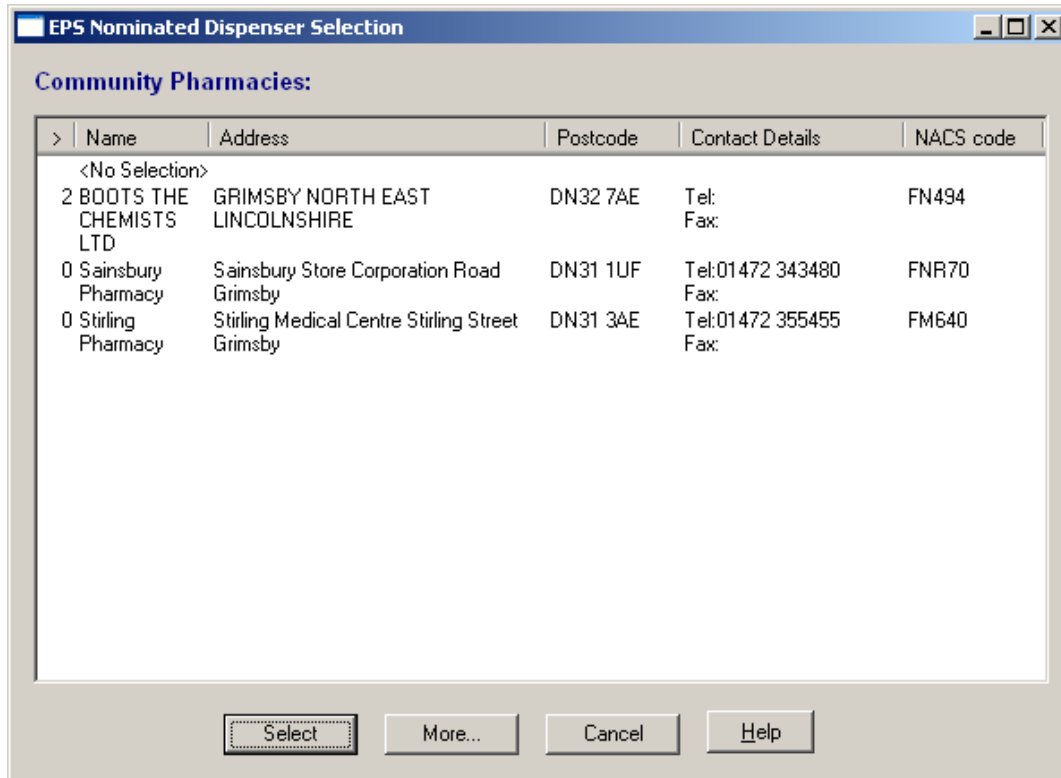 EPS Nominated Dispenser Selection
Community Pharmacies:
> Name Address Postcode Contact Details NACS code
<No Selection>
2 BOOTS THE GRIMSBY NORTH EAST DN32 7AE Tel: FN494
CHEMISTS LINCOLNSHIRE Fax:
LTD
0 Sainsbury Sainsbury Store Corporation Road DN31 1UF Tel:01472 343480 FNR70
Pharmacy Grimsby Fax:
0 Stirling Stirling Medical Centre Stirling Street DN31 3AE Tel:01472 355455 FM640
Pharmacy Grimsby Fax:
Select More... Cancel Help